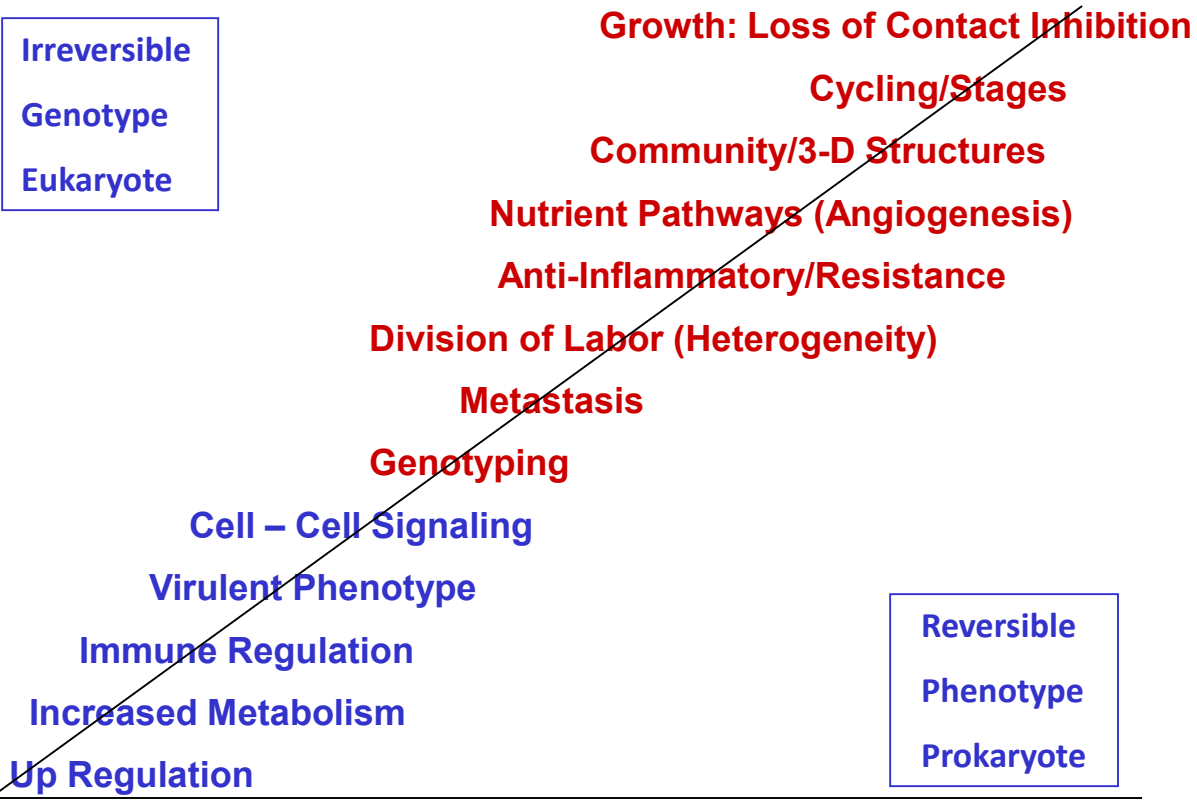 Growth: Loss of Contact Inhibition
Irreversible
Genotype
Eukaryote
Cycling/Stages
Community/3-D Structures
Nutrient Pathways (Angiogenesis)
Anti-Inflammatory/Resistance
Division of Labor (Heterogeneity)
Metastasis
Genotyping
Cell – Cell Signaling
Virulent Phenotype
Immune Regulation
Increased Metabolism
Up Regulation
Reversible
Phenotype
Prokaryote